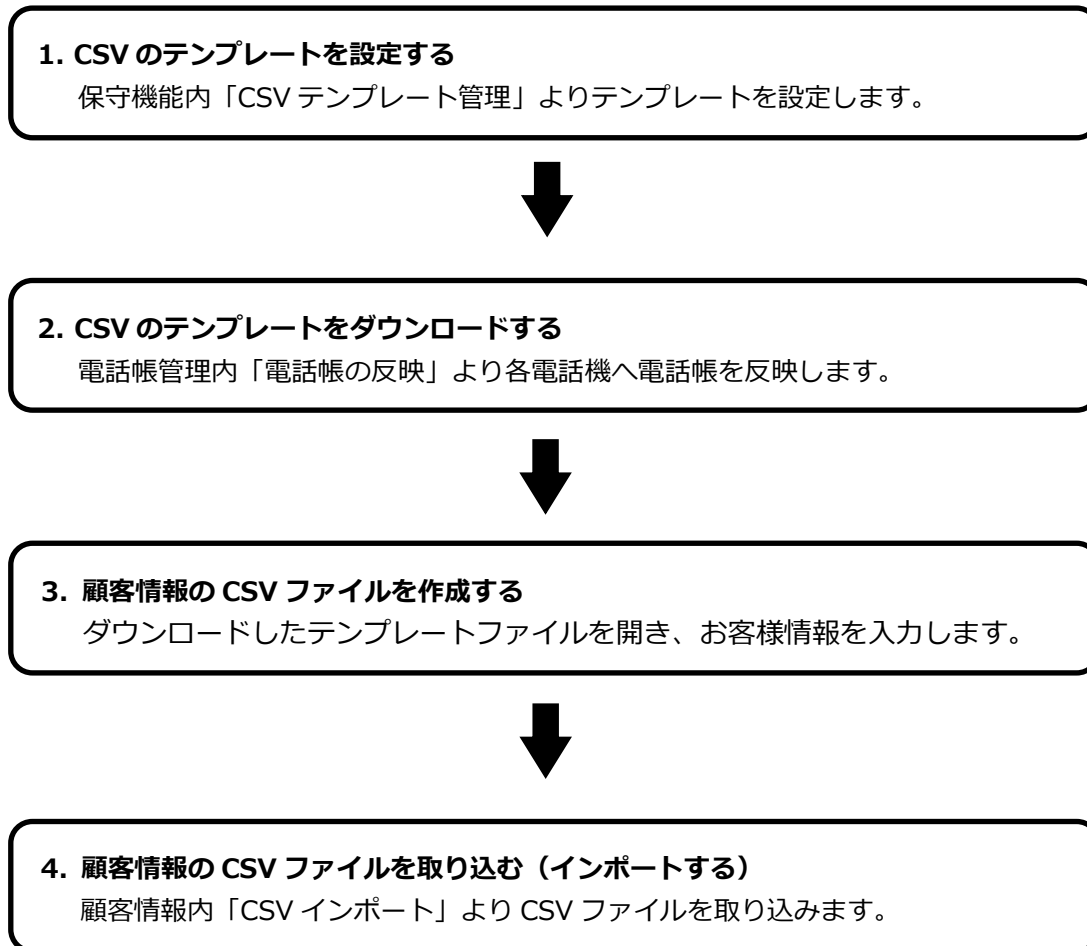 1. CSV のテンプレートを設定する
保守機能内「CSV テンプレート管理」よりテンプレートを設定します。
2. CSV のテンプレートをダウンロードする
電話帳管理内「電話帳の反映」より各電話機へ電話帳を反映します。
3. 顧客情報の CSV ファイルを作成する
ダウンロードしたテンプレートファイルを開き、お客様情報を入力します。
4. 顧客情報の CSV ファイルを取り込む（インポートする）
顧客情報内「CSV インポート」より CSV ファイルを取り込みます。